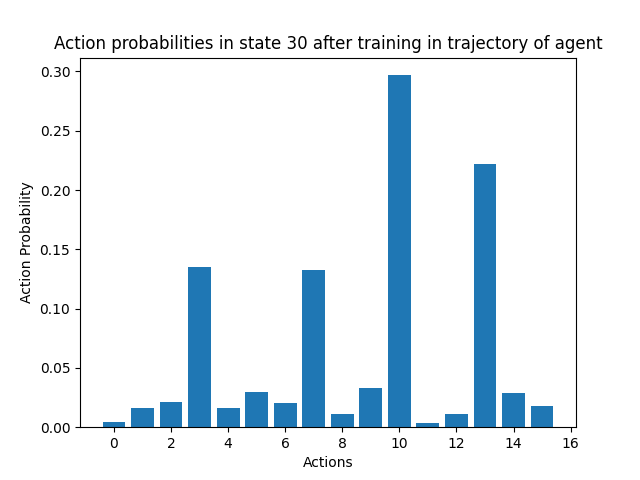 Action probabilities in state 30 after training in trajectory of agent
0.30
0.25
0.20
0.15
0.10
0.05
0.00
Action Probability
0 2 4 6 8 10 12 14 16
Actions